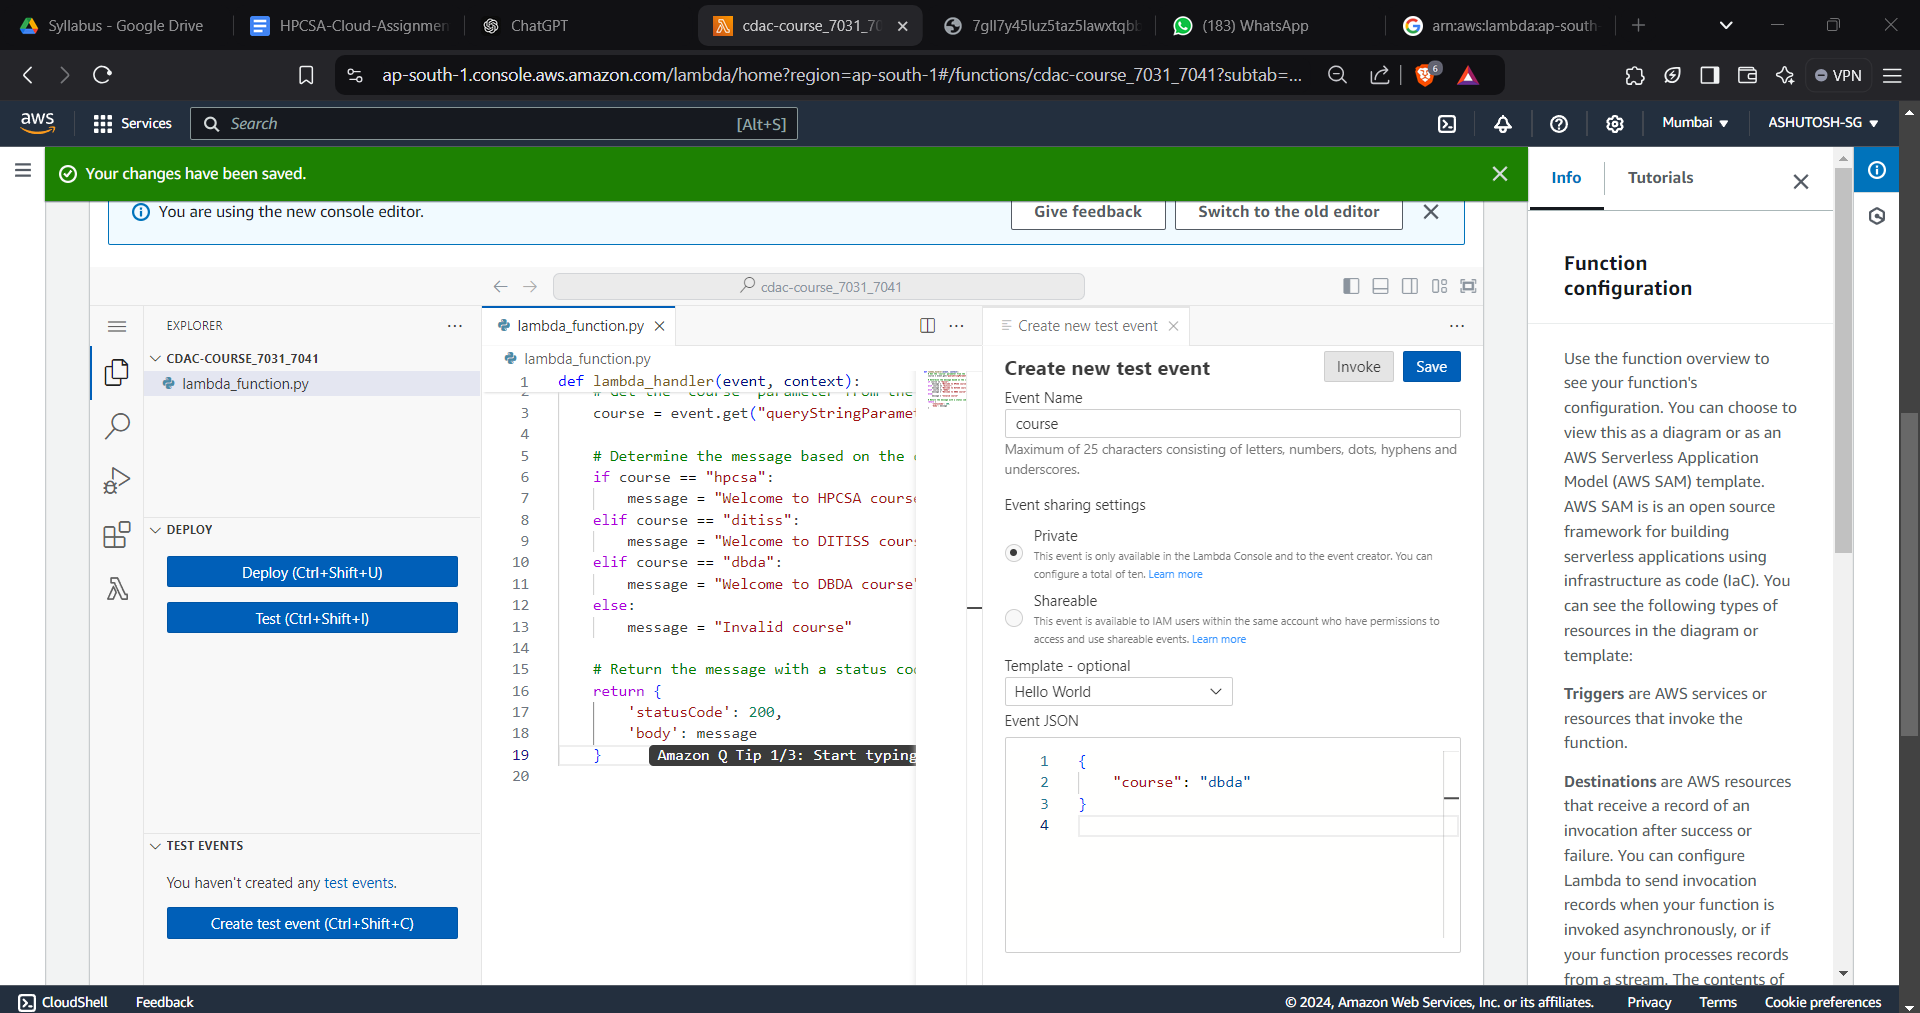 Syllabus - Google Drive
HPCSA-Cloud-Assignmen
ChatGPT
cdac-course_7031_70
(183) WhatsApp
arn:aws:lambda:ap-south
ap-south-1.console.aws.amazon.com/lambda/home?region=ap-south-1#/functions/cdac-course_7031_7041?subtab=...
6
VPN
aws
Services
Search
[Alt+S]
Mumbai
ASHUTOSH-SG
Your changes have been saved.
You are using the new console editor.
Give feedback
Switch to the old editor
cdac-course_7031_7041
EXPLORER
CDAC-COURSE_7031_7041
lambda_function.py
DEPLOY
Deploy (Ctrl+Shift+U)
Test (Ctrl+Shift+I)
TEST EVENTS
You haven't created any test events.
Create test event (Ctrl+Shift+C)
lambda_function.py
lambda_function.py
1 def lambda_handler(event, context):
2 # Get the 'course' parameter from the
3 course = event.get("queryStringParamet
4
5 # Determine the message based on the
6 if course == "hpcsa":
7 message = "Welcome to HPCSA course
8 elif course == "ditiss":
9 message = "Welcome to DITISS cours
10 elif course == "dbda":
11 message = "Welcome to DBDA course"
12 else:
13 message = "Invalid course"
14
15 # Return the message with a status co
16 return {
17 'statusCode': 200,
18 'body': message
19 } Amazon Q Tip 1/3: Start typing
20
Create new test event
Create new test event
Invoke
Save
Event Name
course
Maximum of 25 characters consisting of letters, numbers, dots, hyphens and
underscores.
Event sharing settings
Private
This event is only available in the Lambda Console and to the event creator. You can
configure a total of ten. Learn more
Shareable
This event is available to IAM users within the same account who have permissions to
access and use shareable events. Learn more
Template - optional
Hello World
Event JSON
1 {
2 "course": "dbda"
3 }
4
Info
Tutorials
Function
configuration
Use the function overview to
see your function's
configuration. You can choose to
view this as a diagram or as an
AWS Serverless Application
Model (AWS SAM) template.
AWS SAM is is an open source
framework for building
serverless applications using
infrastructure as code (IaC). You
can see the following types of
resources in the diagram or
template:
Triggers are AWS services or
resources that invoke the
function.
Destinations are AWS resources
that receive a record of an
invocation after success or
failure. You can configure
Lambda to send invocation
records when your function is
invoked asynchronously, or if
your function processes records
from a stream. The contents of
CloudShell
Feedback
© 2024, Amazon Web Services, Inc. or its affiliates.
Privacy
Terms
Cookie preferences